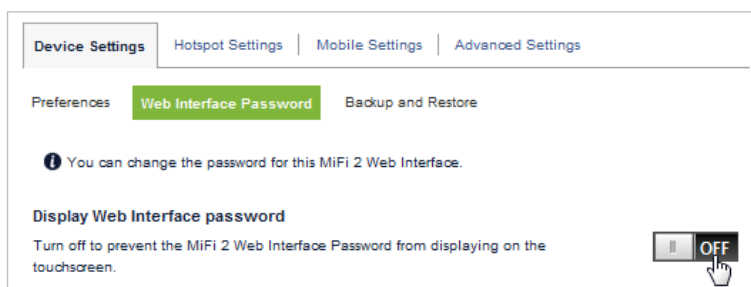 Device Settings Hotspot Settings Mobile Settings Advanced Settings
Preferences Web Interface Password Backup and Restore
You can change the password for this MiFi 2 Web Interface.
Display Web Interface password
Turn off to prevent the MiFi 2 Web Interface Password from displaying on the
touchscreen.
OFF